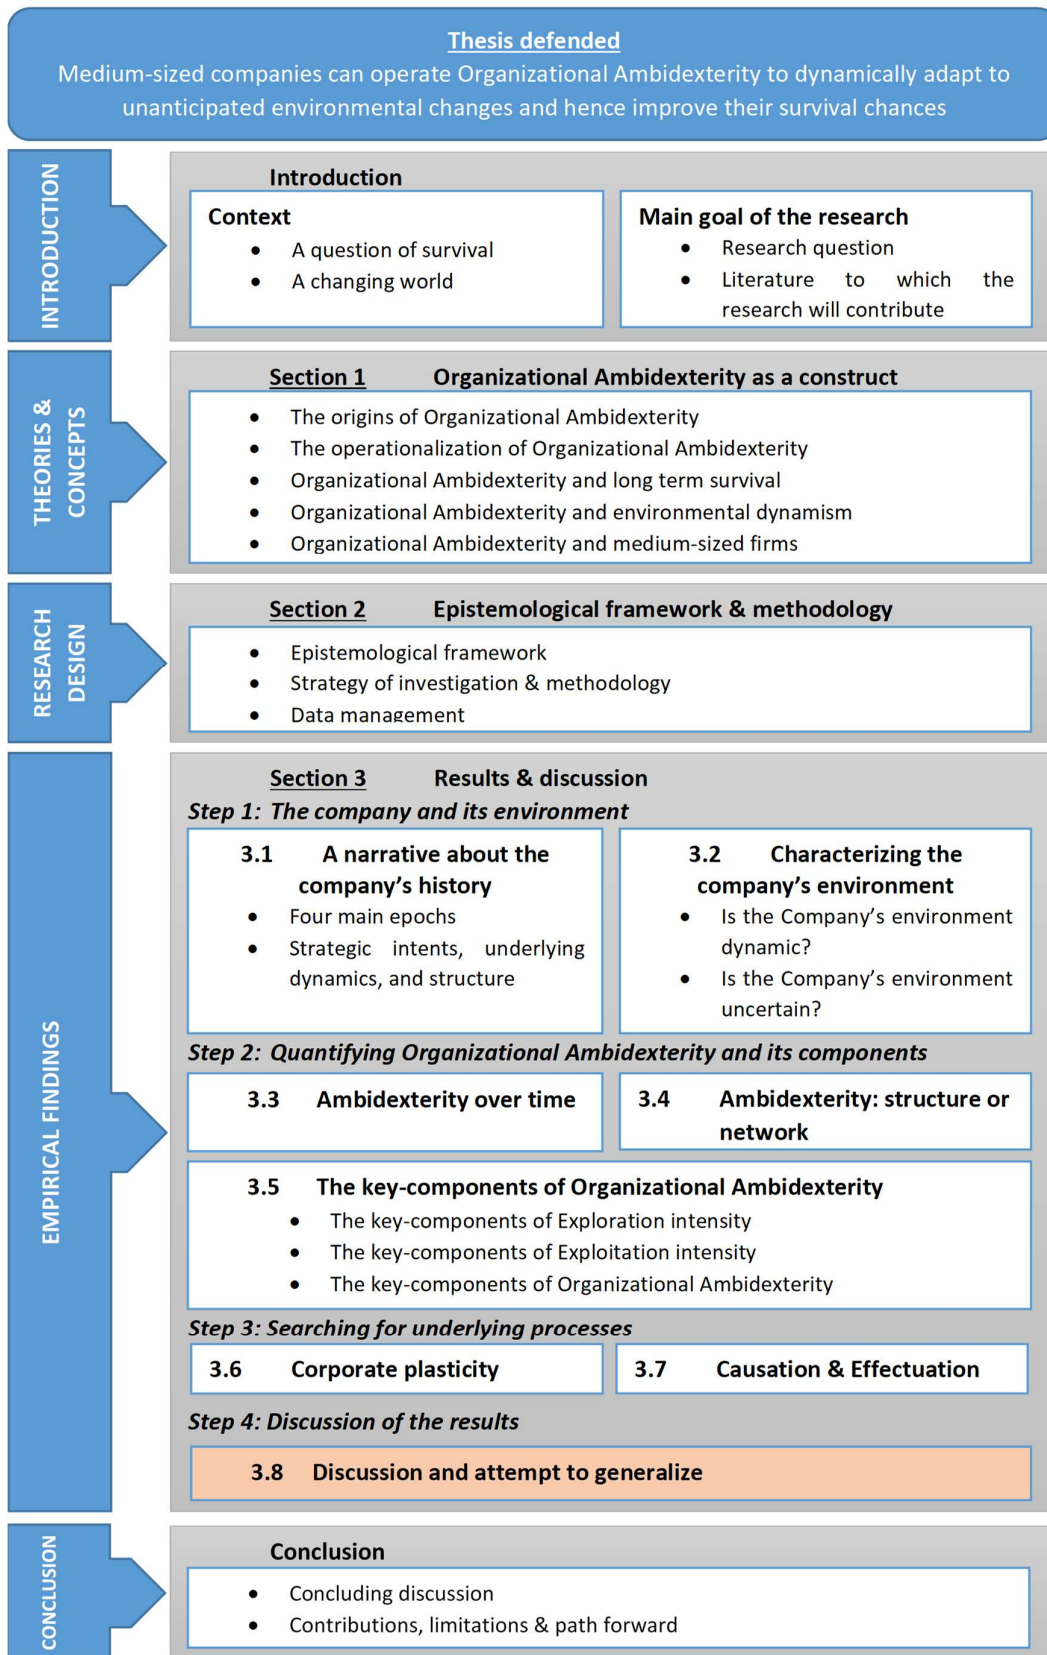 Thesis defended
Medium-sized companies can operate Organizational Ambidexterity to dynamically adapt to
unanticipated environmental changes and hence improve their survival chances
INTRODUCTION
Introduction
Context
• A question of survival
• A changing world
Main goal of the research
• Research question
• Literature to which the
research will contribute
THEORIES &
CONCEPTS
Section 1 Organizational Ambidexterity as a construct
• The origins of Organizational Ambidexterity
• The operationalization of Organizational Ambidexterity
• Organizational Ambidexterity and long term survival
• Organizational Ambidexterity and environmental dynamism
• Organizational Ambidexterity and medium-sized firms
RESEARCH
DESIGN
Section 2 Epistemological framework & methodology
• Epistemological framework
• Strategy of investigation & methodology
• Data management
EMPIRICAL FINDINGS
Section 3 Results & discussion
Step 1: The company and its environment
3.1 A narrative about the
company’s history
• Four main epochs
• Strategic intents, underlying
dynamics, and structure
3.2 Characterizing the
company’s environment
• Is the Company’s environment
dynamic?
• Is the Company’s environment
uncertain?
Step 2: Quantifying Organizational Ambidexterity and its components
3.3 Ambidexterity over time
3.4 Ambidexterity: structure or
network
3.5 The key-components of Organizational Ambidexterity
• The key-components of Exploration intensity
• The key-components of Exploitation intensity
• The key-components of Organizational Ambidexterity
Step 3: Searching for underlying processes
3.6 Corporate plasticity
3.7 Causation & Effectuation
Step 4: Discussion of the results
3.8 Discussion and attempt to generalize
CONCLUSION
Conclusion
• Concluding discussion
• Contributions, limitations & path forward